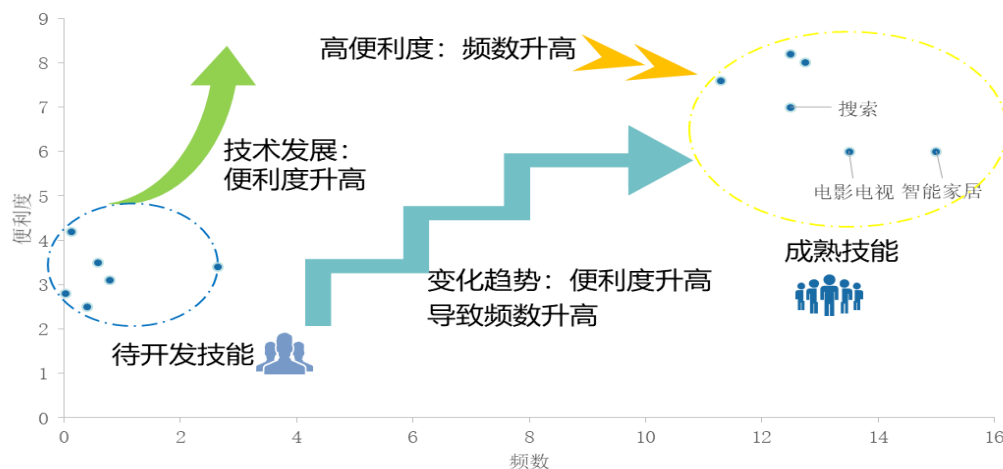 9
8
7
6
5
4
3
2
1
0
便利度
高便利度：频数升高
技术发展：
便利度升高
搜索
电影电视
智能家居
成熟技能
变化趋势：便利度升高
导致频数升高
待开发技能
0 2 4 6 8 10 12 14 16
频数